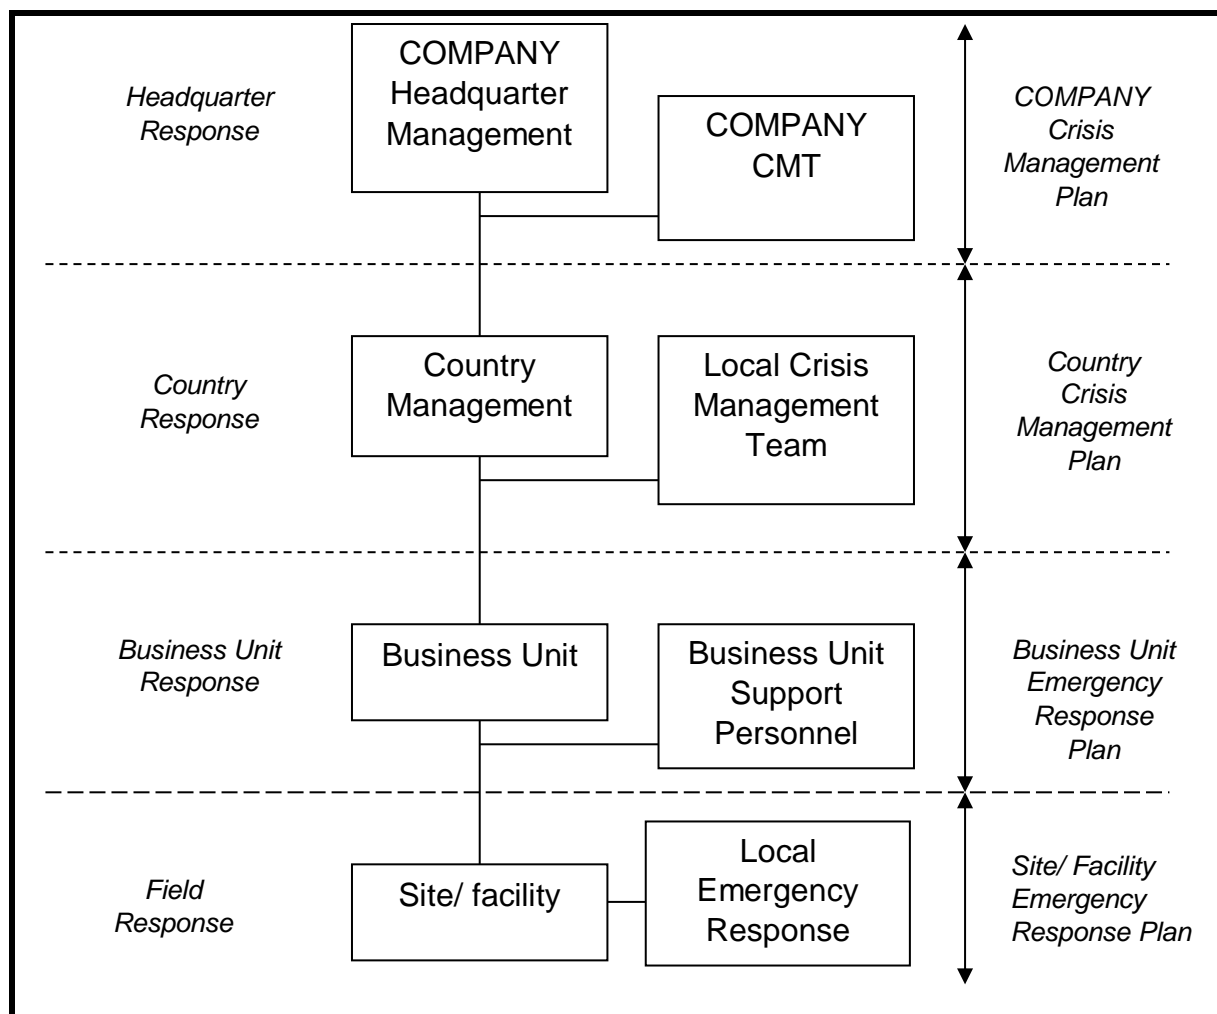 Headquarter
Response
COMPANY
Headquarter
Management
COMPANY
CMT
COMPANY
Crisis
Management
Plan
Country
Response
Country
Management
Local Crisis
Management
Team
Country
Crisis
Management
Plan
Business Unit
Response
Business Unit
Business Unit
Support
Personnel
Business Unit
Emergency
Response
Plan
Field
Response
Site/ facility
Local
Emergency
Response
Site/ Facility
Emergency
Response Plan